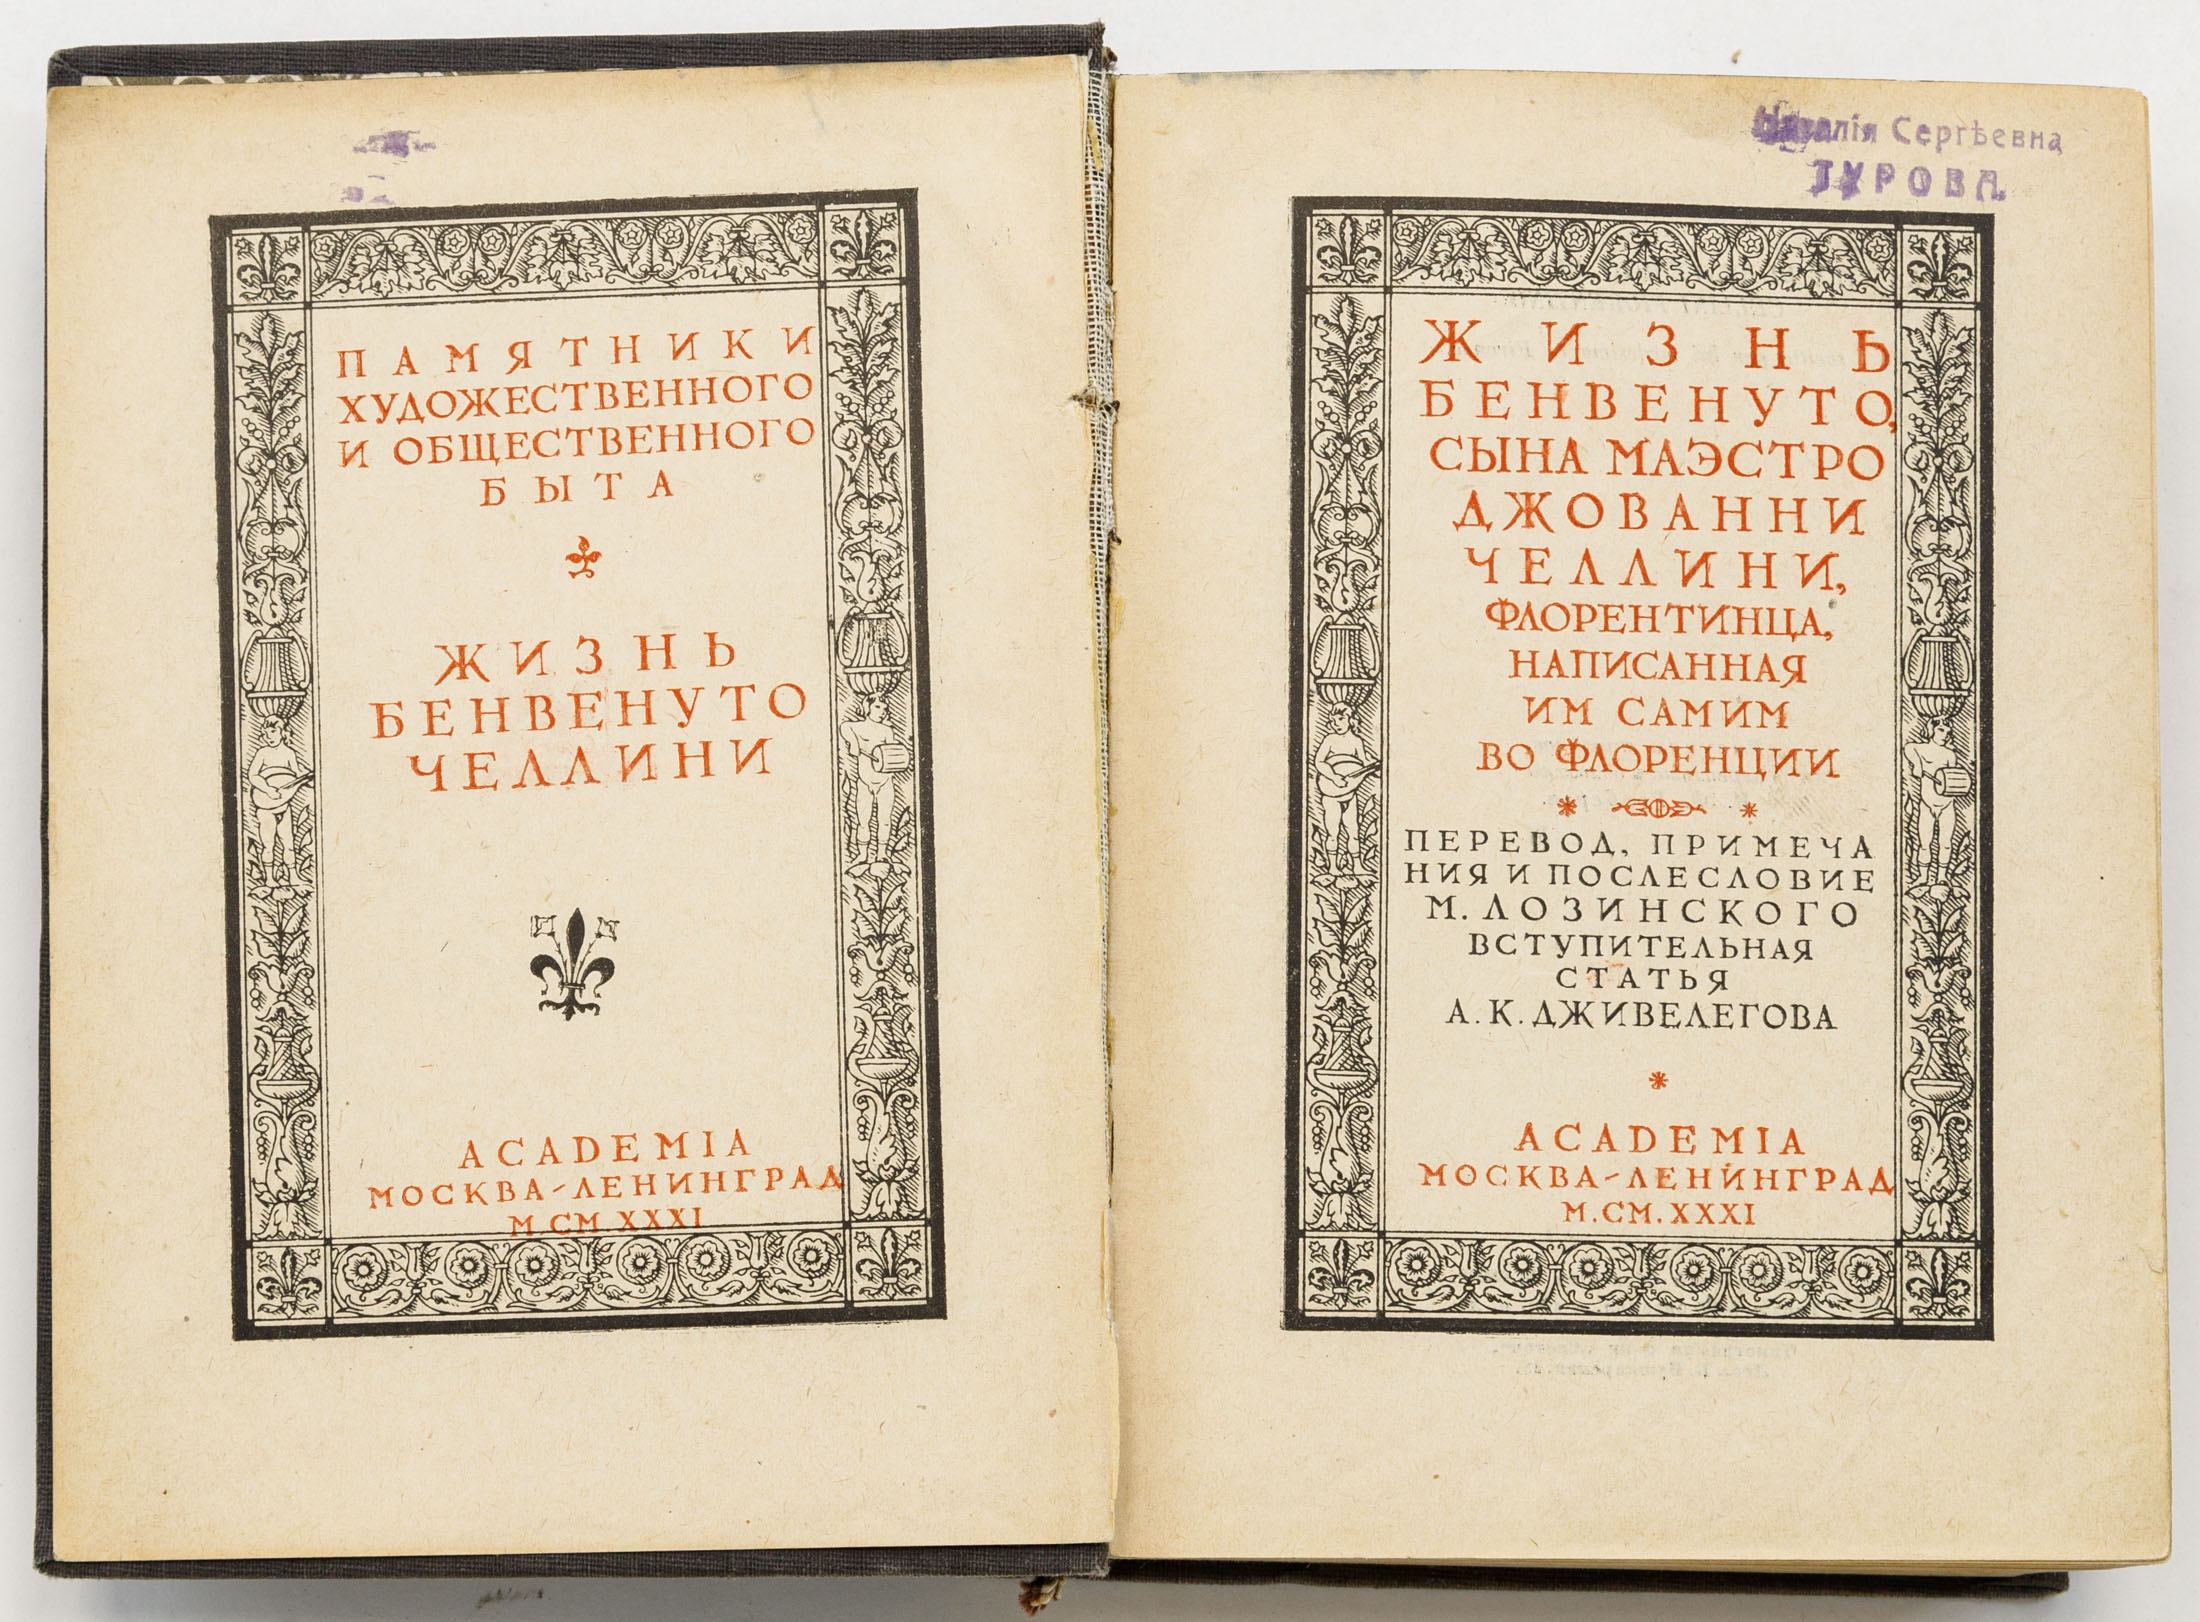 ПАМЯТНИКИ
ХУДОЖЕСТВЕННОГО
И ОБЩЕСТВЕННОГО
БЫТА
ЖИЗНЬ
БЕНВЕНУТО
ЧЕЛЛИНИ
ACADEMIA
МОСКВА-ЛЕНИНГРАД
M.CM.XXXI
Наталія Сергѣевна
ТУРОВА.
ЖИЗНЬ
БЕНВЕНУТО,
СЫНА МАЭСТРО
ДЖОВАННИ
ЧЕЛЛИНИ,
ФЛОРЕНТИНЦА,
НАПИСАННАЯ
ИМ САМИМ
ВО ФЛОРЕНЦИИ
ПЕРЕВОД, ПРИМЕЧА
НИЯ И ПОСЛЕСЛОВИЕ
М. ЛОЗИНСКОГО
ВСТУПИТЕЛЬНАЯ
СТАТЬЯ
А. К. ДЖИВЕЛЕГОВА
ACADEMIA
МОСКВА-ЛЕНИНГРАД
M.CM.XXXI